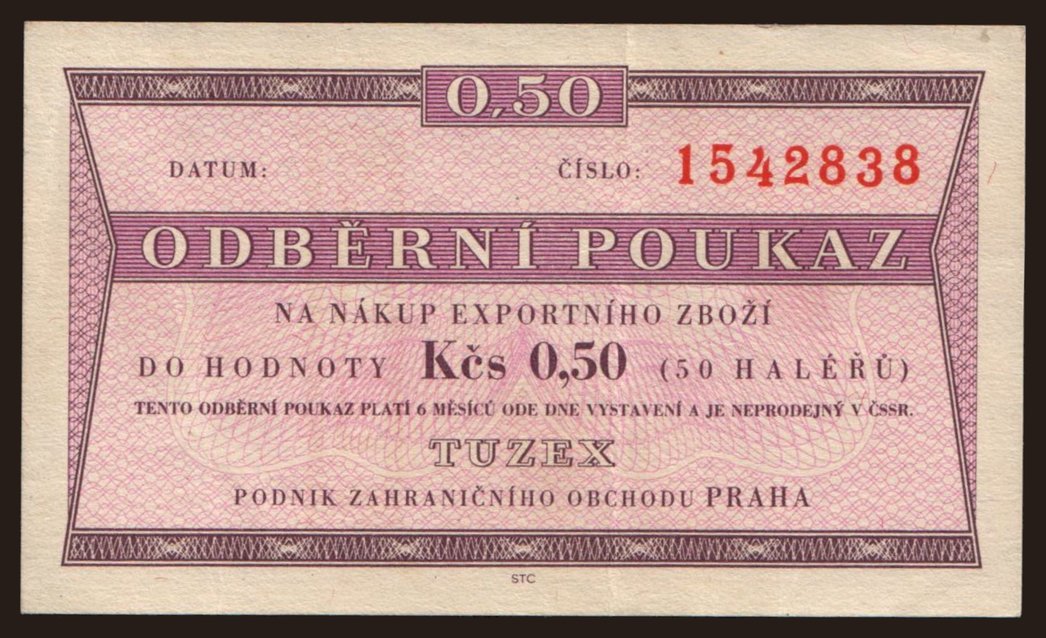 0,50
DATUM: ČÍSLO: 1542838
ODBĚRNÍ POUKAZ
NA NÁKUP EXPORTNÍHO ZBOŽÍ
DO HODNOTY Kčs 0,50 (50 HALÉŘŮ)
TENTO ODBĚRNÍ POUKAZ PLATÍ 6 MĚSÍCŮ ODE DNE VYSTAVENÍ A JE NEPRODEJNÝ V ČSSR.
TUZEX
PODNIK ZAHRANIČNÍHO OBCHODU PRAHA
STC